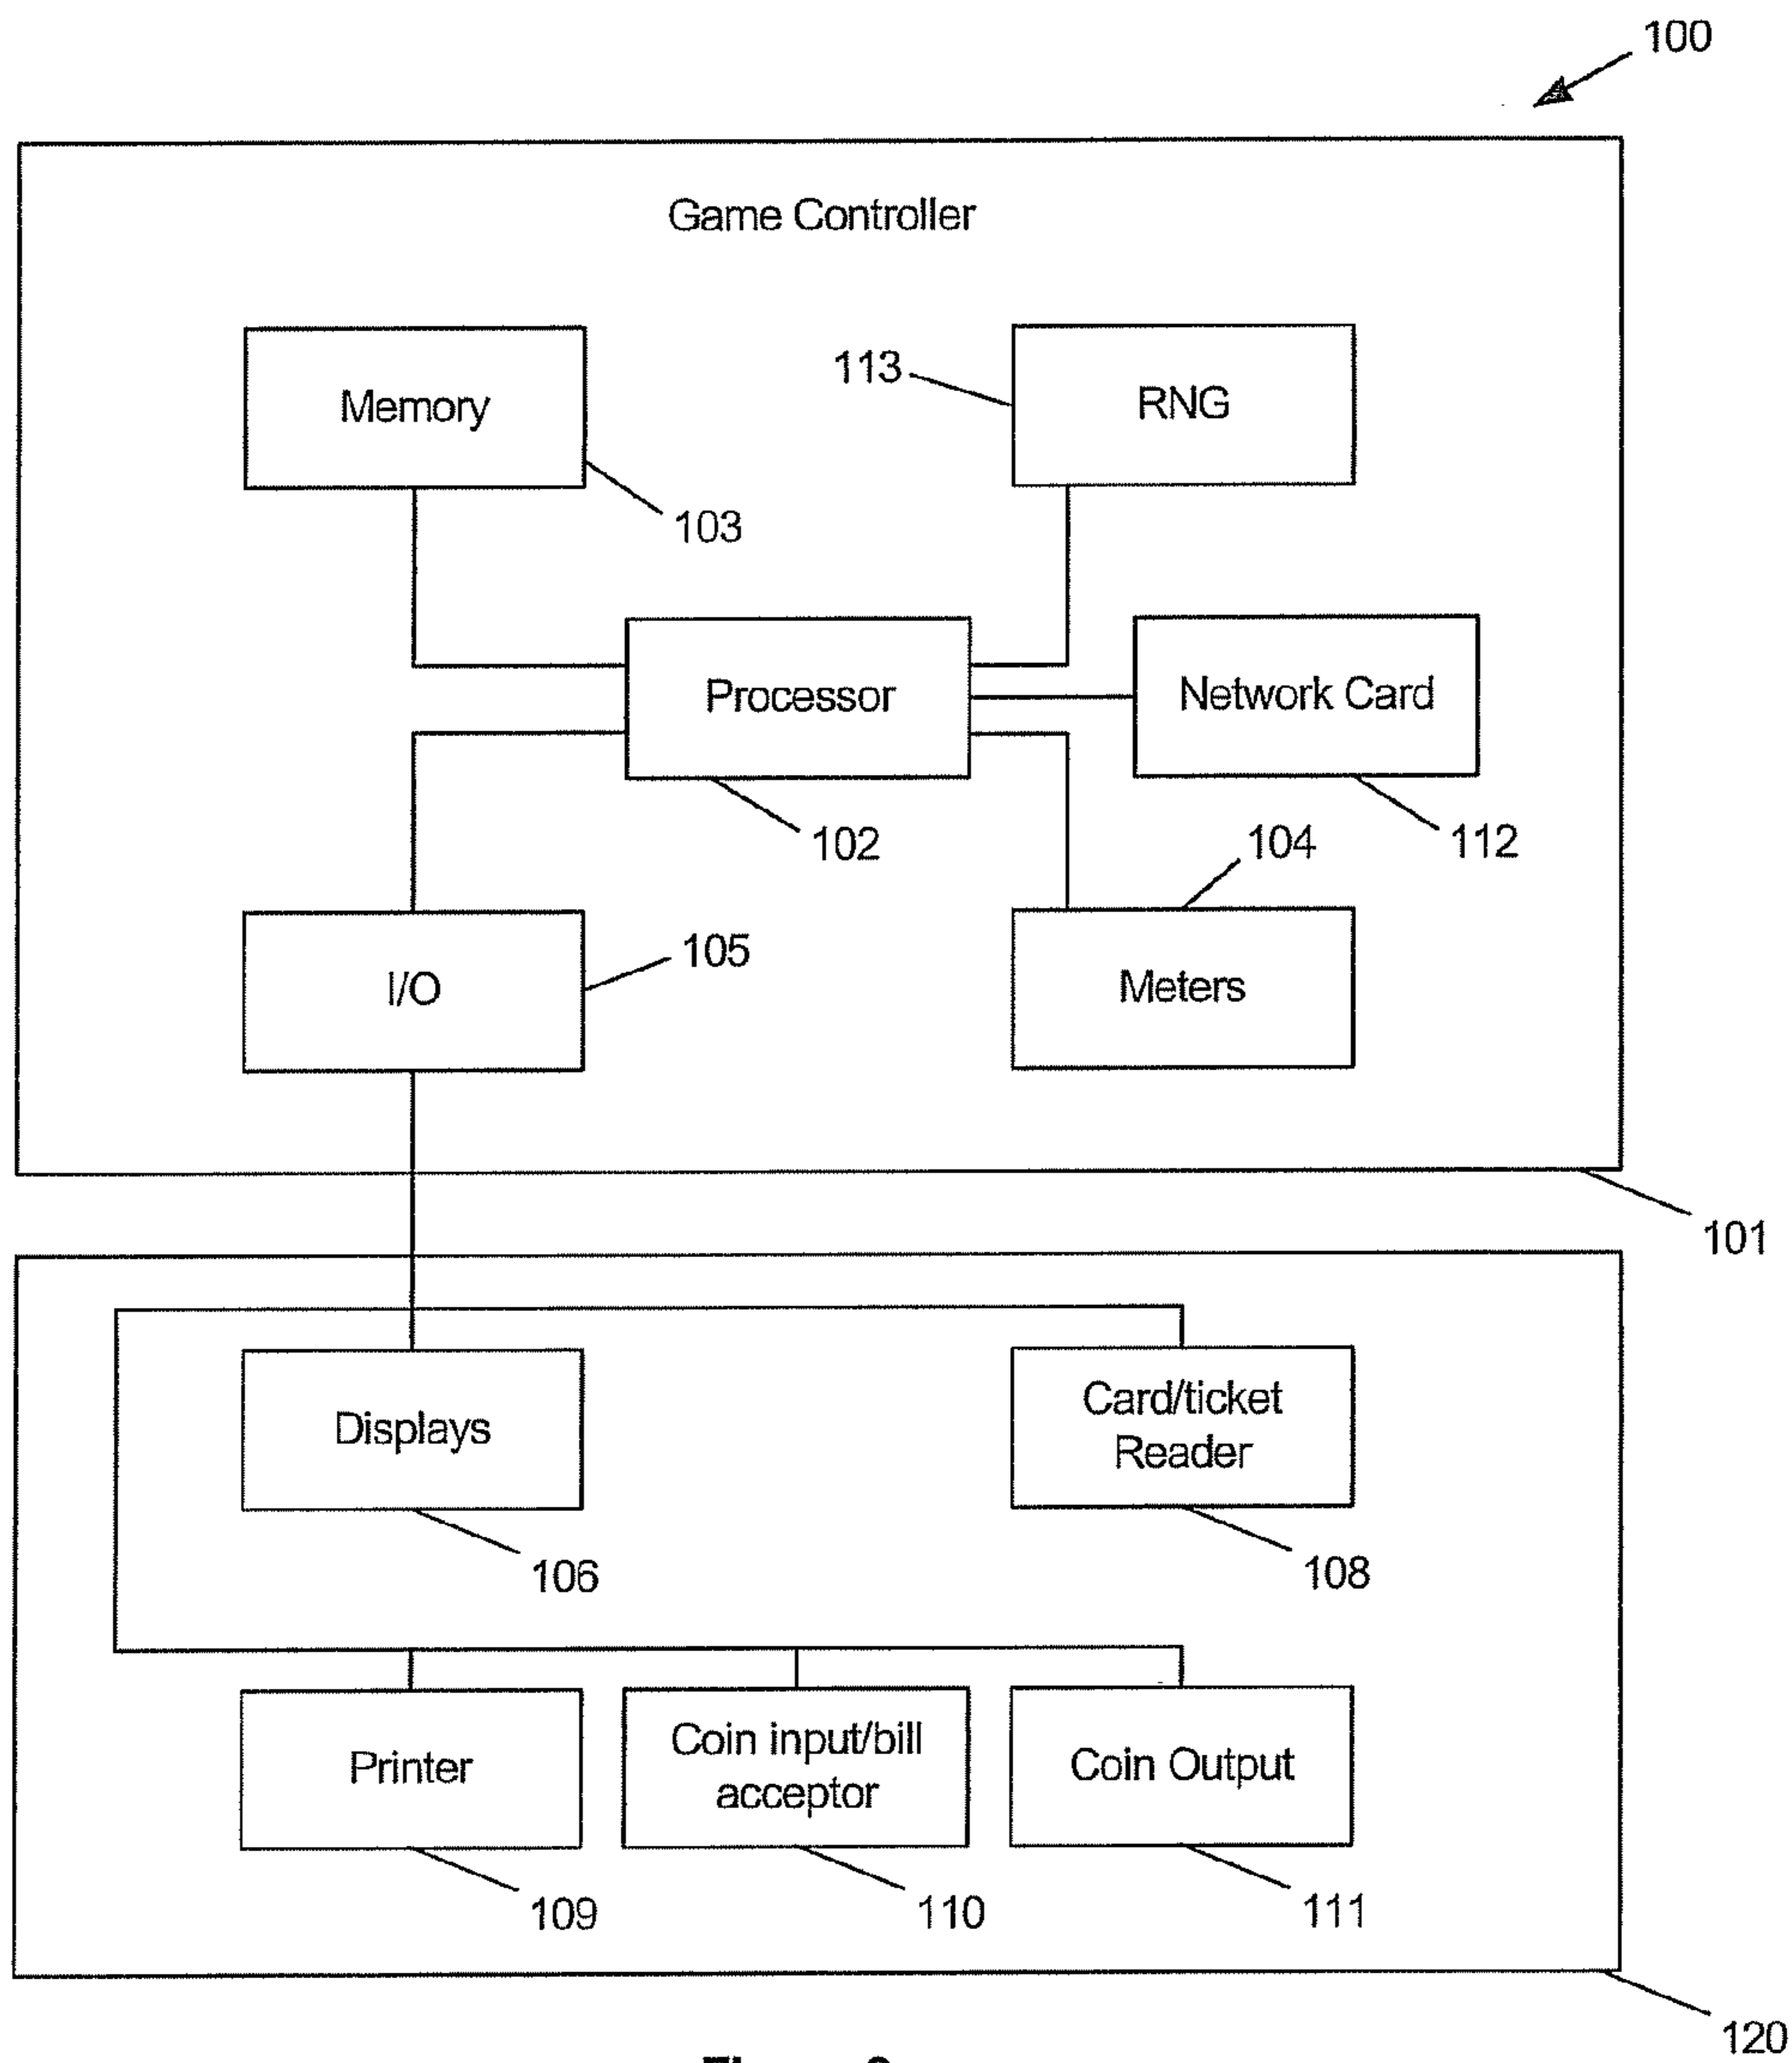 100
Game Controller
Memory
113
RNG
103
Processor
Network Card
102
104
112
I/O
105
Meters
101
Displays
Card/ticket
Reader
106
108
Printer
Coin input/bill
acceptor
Coin Output
109
110
111
120